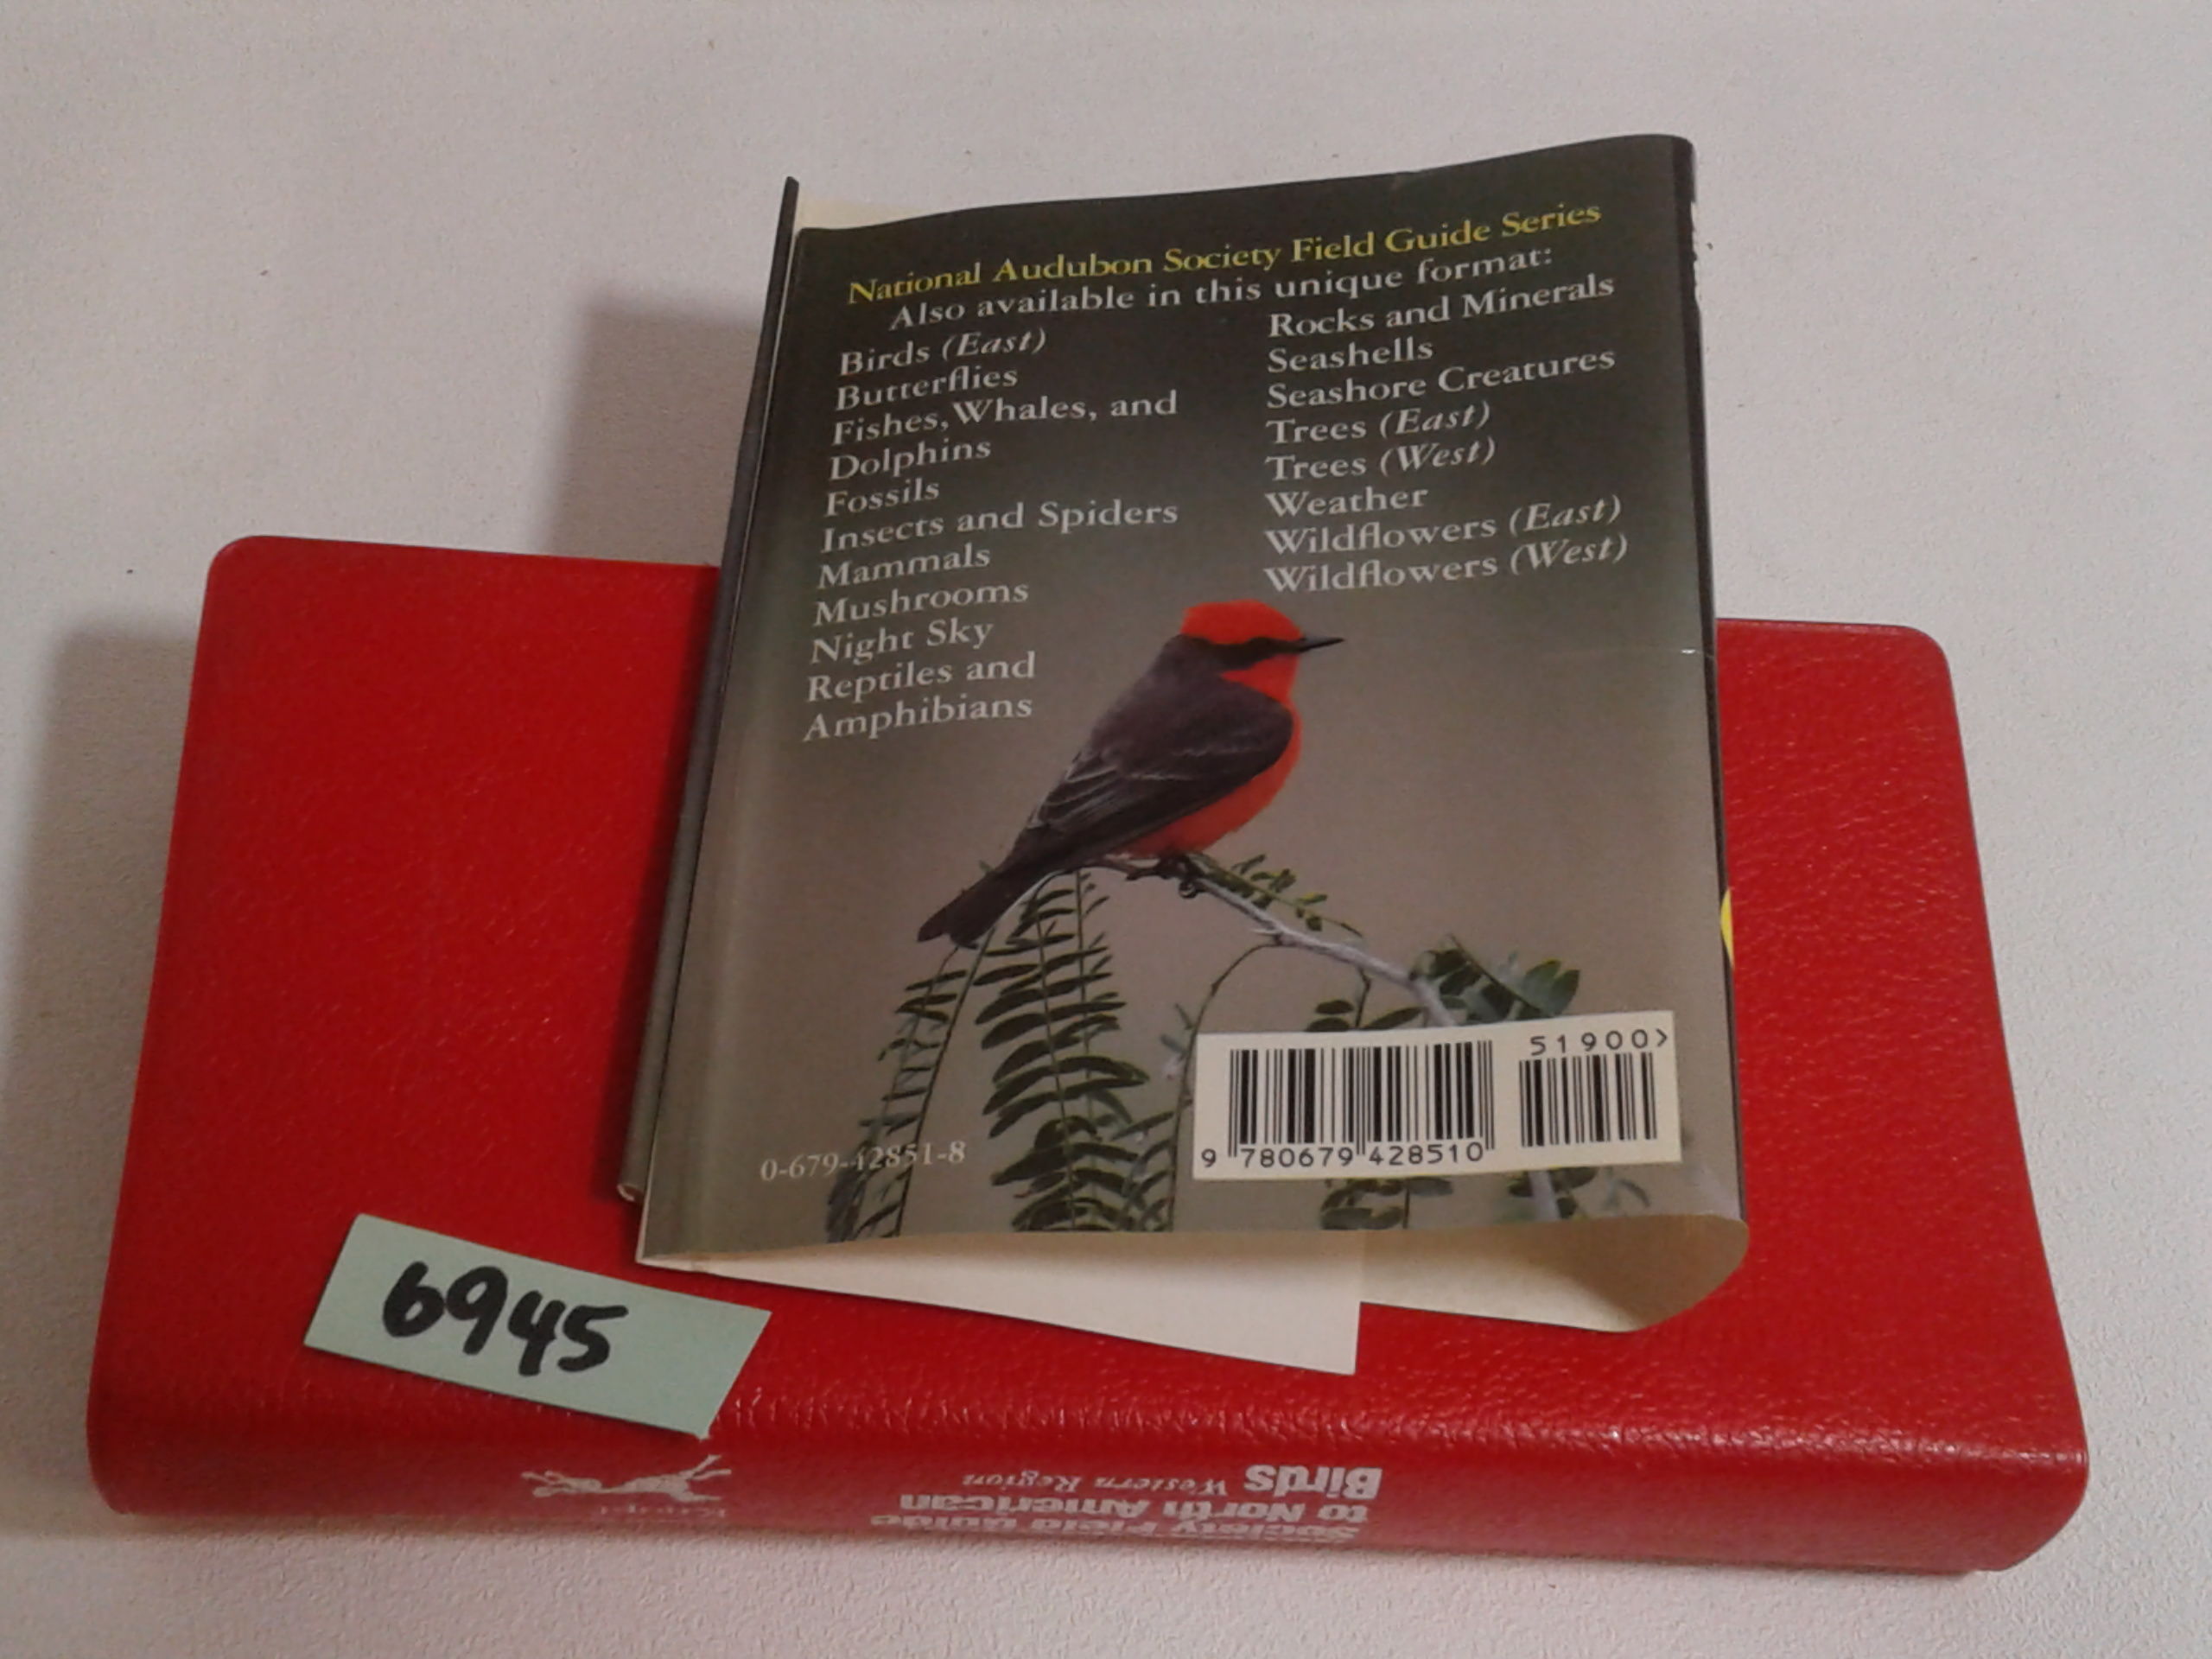 National Audubon Society Field Guide Series
Also available in this unique format:
Birds (East)
Butterflies
Fishes, Whales, and
Dolphins
Fossils
Insects and Spiders
Mammals
Mushrooms
Night Sky
Reptiles and
Amphibians
Rocks and Minerals
Seashells
Seashore Creatures
Trees (East)
Trees (West)
Weather
Wildflowers (East)
Wildflowers (West)
0-679-42851-8
51900>
9 780679 428510
6945
Society Field Guide
to North American
Birds Western Region
Knopf